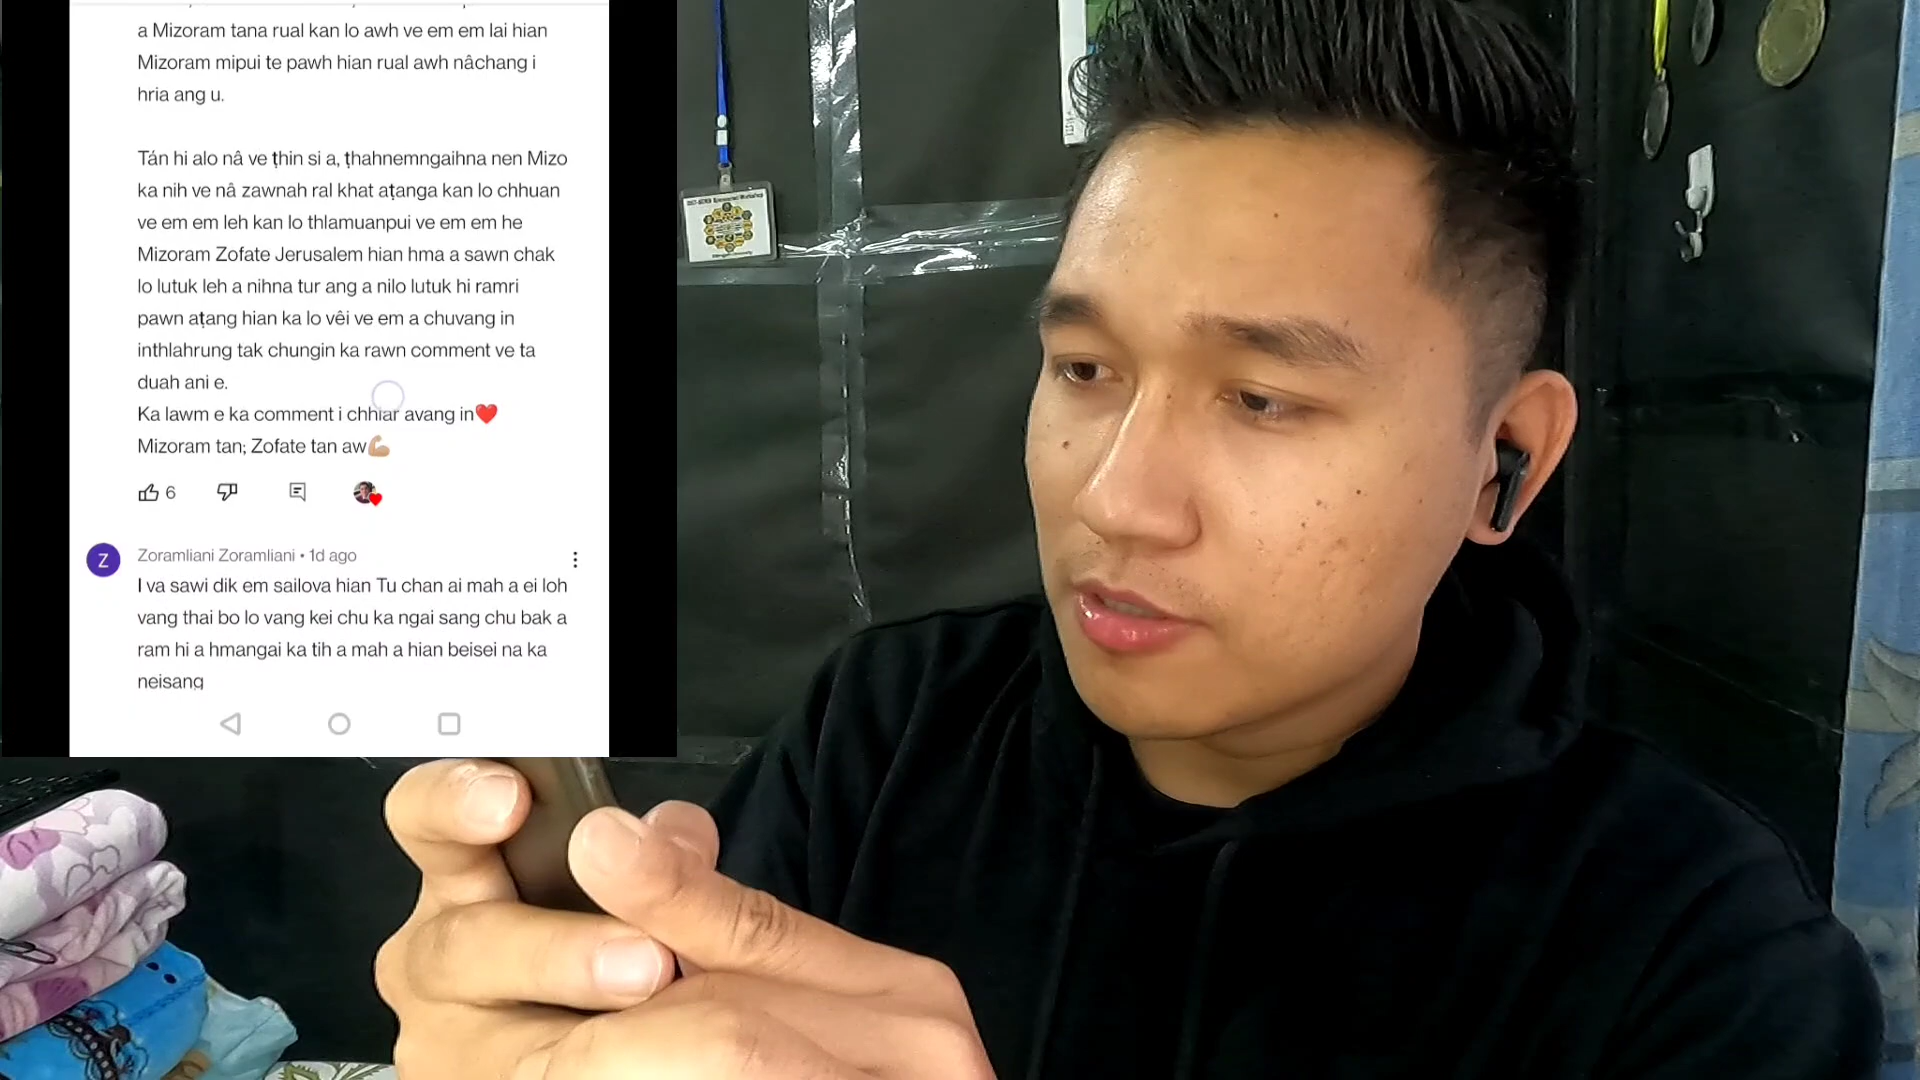 a Mizoram tana rual kan lo awh ve em em lai hian
Mizoram mipui te pawh hian rual awh nâchang i
hria ang u.
Tán hi alo nâ ve ṭhin si a, ṭhahnemngaihna nen Mizo
ka nih ve nâ zawnah ral khat aṭanga kan lo chhuan
ve em em leh kan lo thlamuanpui ve em em he
Mizoram Zofate Jerusalem hian hma a sawn chak
lo lutuk leh a nihna tur ang a nilo lutuk hi ramri
pawn aṭang hian ka lo vêi ve em a chuvang in
inthlahrung tak chungin ka rawn comment ve ta
duah ani e.
Ka lawm e ka comment i chhiar avang in❤️
Mizoram tan; Zofate tan aw💪🏼
6
Z
Zoramliani Zoramliani • 1d ago
I va sawi dik em sailova hian Tu chan ai mah a ei loh
vang thai bo lo vang kei chu ka ngai sang chu bak a
ram hi a hmangai ka tih a mah a hian beisei na ka
neisang